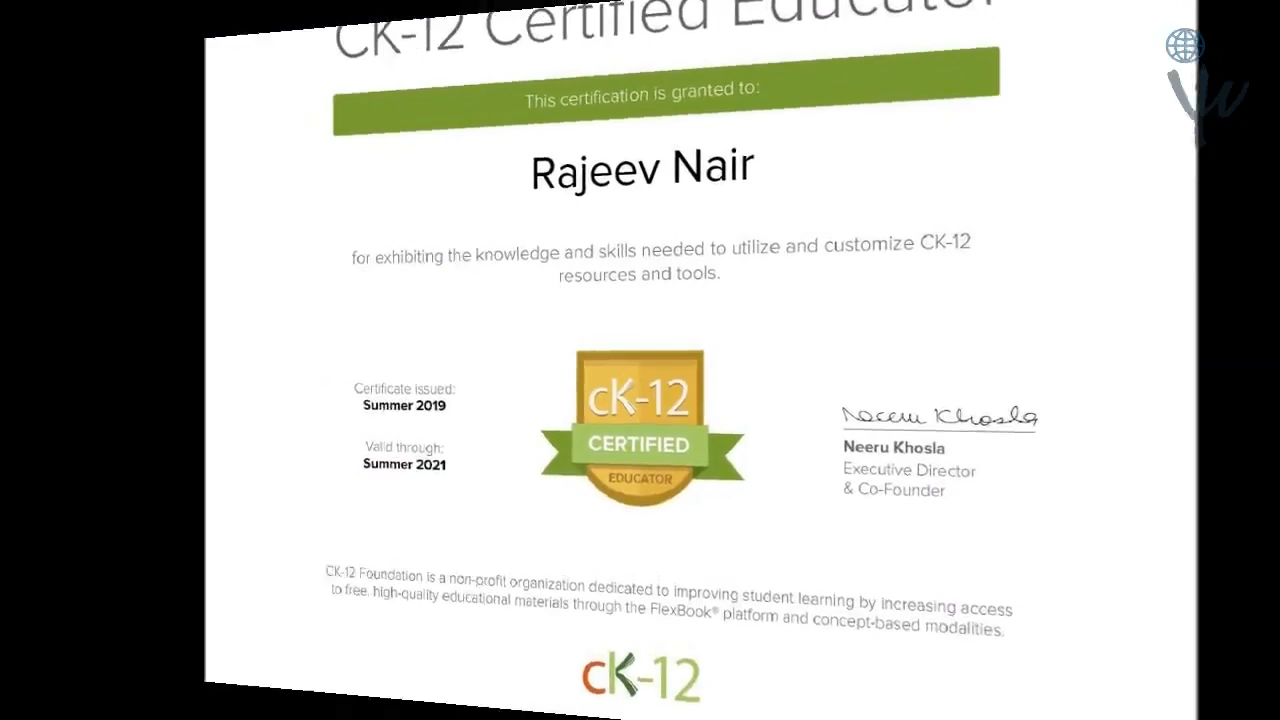 CK-12 Certified Educator
This certification is granted to:
Rajeev Nair
for exhibiting the knowledge and skills needed to utilize and customize CK-12
resources and tools.
Certificate issued:
Summer 2019
Valid through:
Summer 2021
cK-12
CERTIFIED
EDUCATOR
Neeru Khosla
Neeru Khosla
Executive Director
& Co-Founder
CK-12 Foundation is a non-profit organization dedicated to improving student learning by increasing access
to free, high-quality educational materials through the FlexBook® platform and concept-based modalities.
cK-12